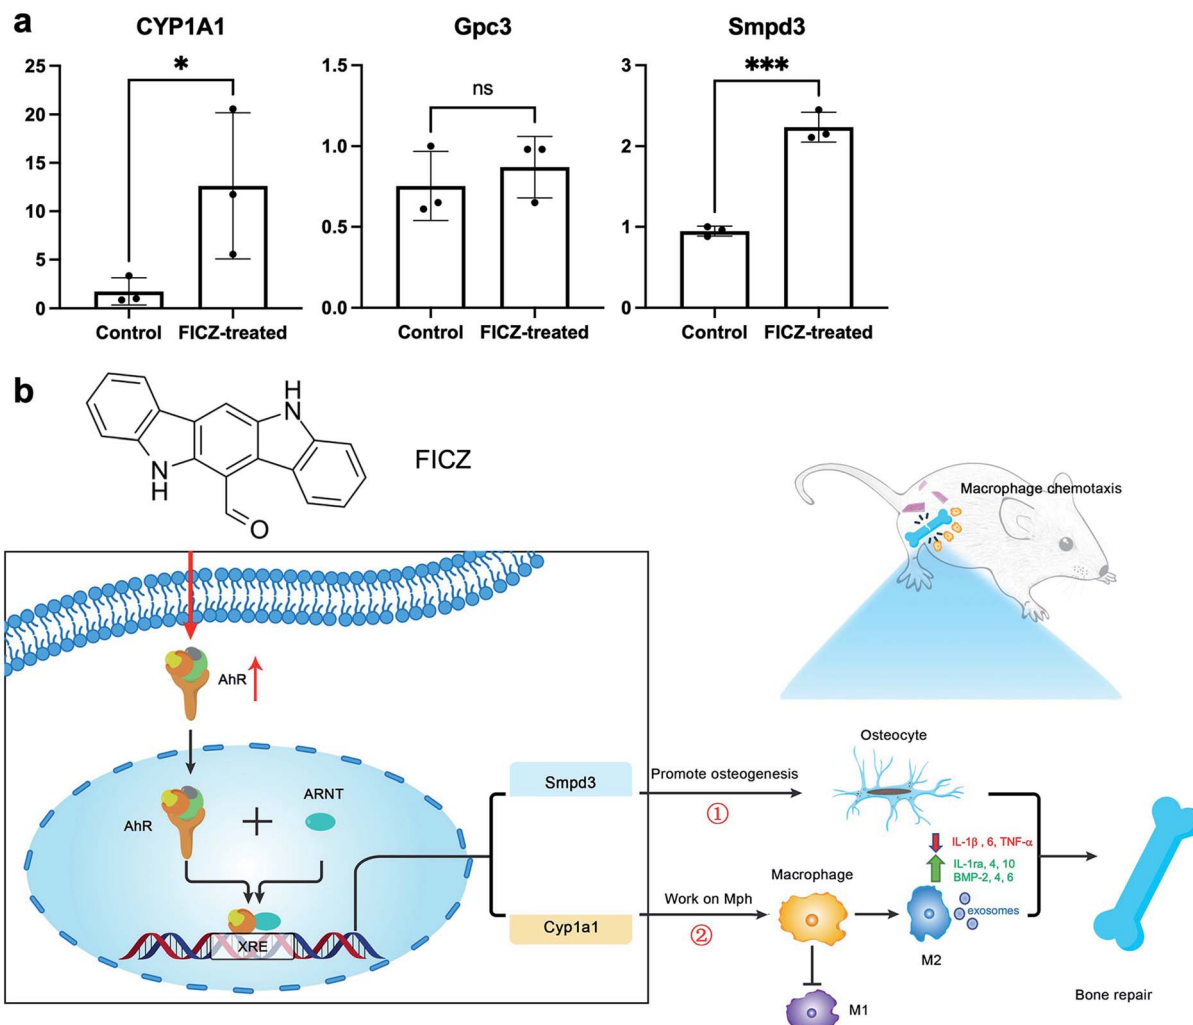 a
CYP1A1
Gpc3
Smpd3
25
20
15
10
5
0
*
Control
FICZ-treated
1.5
1.0
0.5
0.0
ns
Control
FICZ-treated
3
2
1
0
***
Control
FICZ-treated
b
H
N
N
H
O
FICZ
Macrophage chemotaxis
AhR
AhR
ARNT
+
XRE
Smpd3
Cyp1a1
Promote osteogenesis
①
Osteocyte
IL-1β , 6, TNF-α
IL-1ra, 4, 10
BMP-2, 4, 6
Work on Mph
②
Macrophage
exosomes
M2
M1
Bone repair